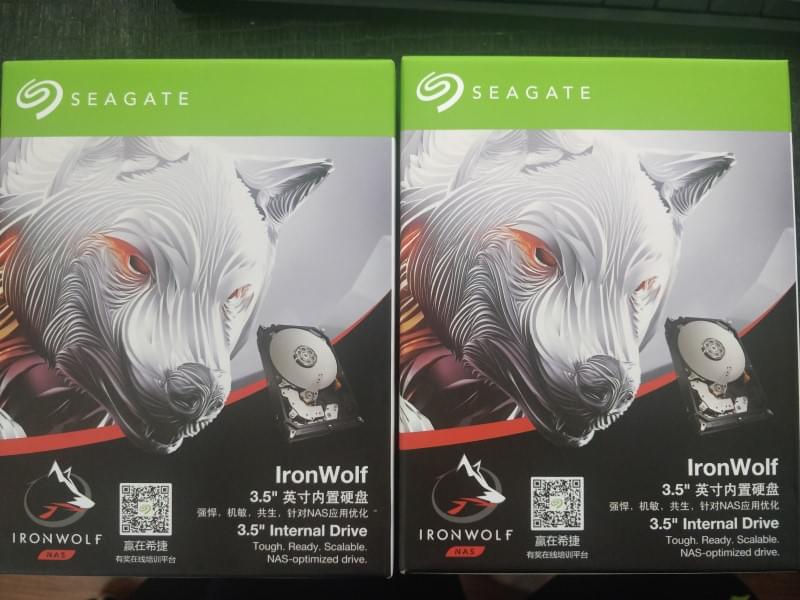 SEAGATE
IronWolf
3.5" 英寸内置硬盘
强悍，机敏，共生，针对NAS应用优化
3.5" Internal Drive
Tough. Ready. Scalable.
NAS-optimized drive.
IRONWOLF
NAS
赢在希捷
有奖在线培训平台
SEAGATE
IronWolf
3.5" 英寸内置硬盘
强悍，机敏，共生，针对NAS应用优化
3.5" Internal Drive
Tough. Ready. Scalable.
NAS-optimized drive.
IRONWOLF
NAS
赢在希捷
有奖在线培训平台